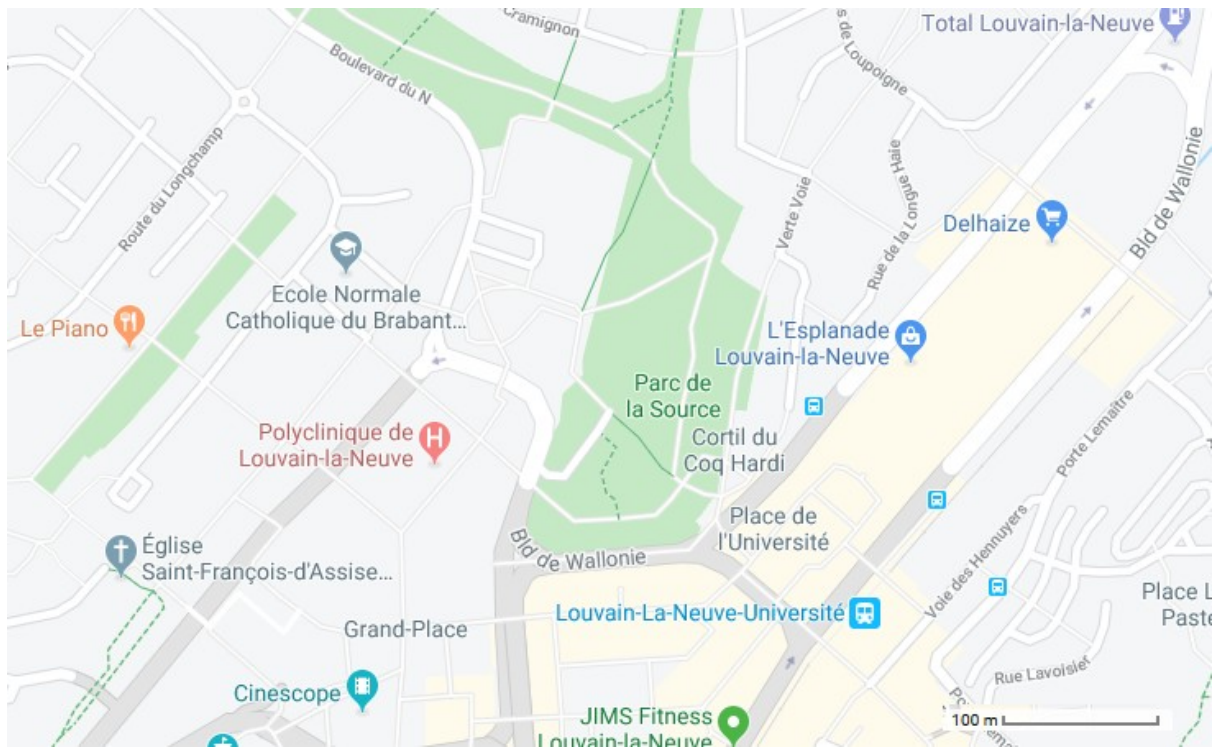 Cramignon
Total Louvain-la-Neuve
s de Loupoigne
Boulevard du N
Route du Longchamp
Rue de la Longue Haie
Verte Voie
Bld de Wallonie
Delhaize
Ecole Normale
Catholique du Brabant...
Le Piano
L'Esplanade
Louvain-la-Neuve
Parc de
la Source
Polyclinique de
Louvain-la-Neuve
H
Cortil du
Coq Hardi
Porte Lemaître
Place de
l'Université
Bld de Wallonie
Voie des Hennuyers
Église
Saint-François-d'Assise...
Place L
Paste
Louvain-La-Neuve-Université
Grand-Place
Rue Lavoisier
Cinescope
JIMS Fitness
Louvain-la-Neuve
100 m